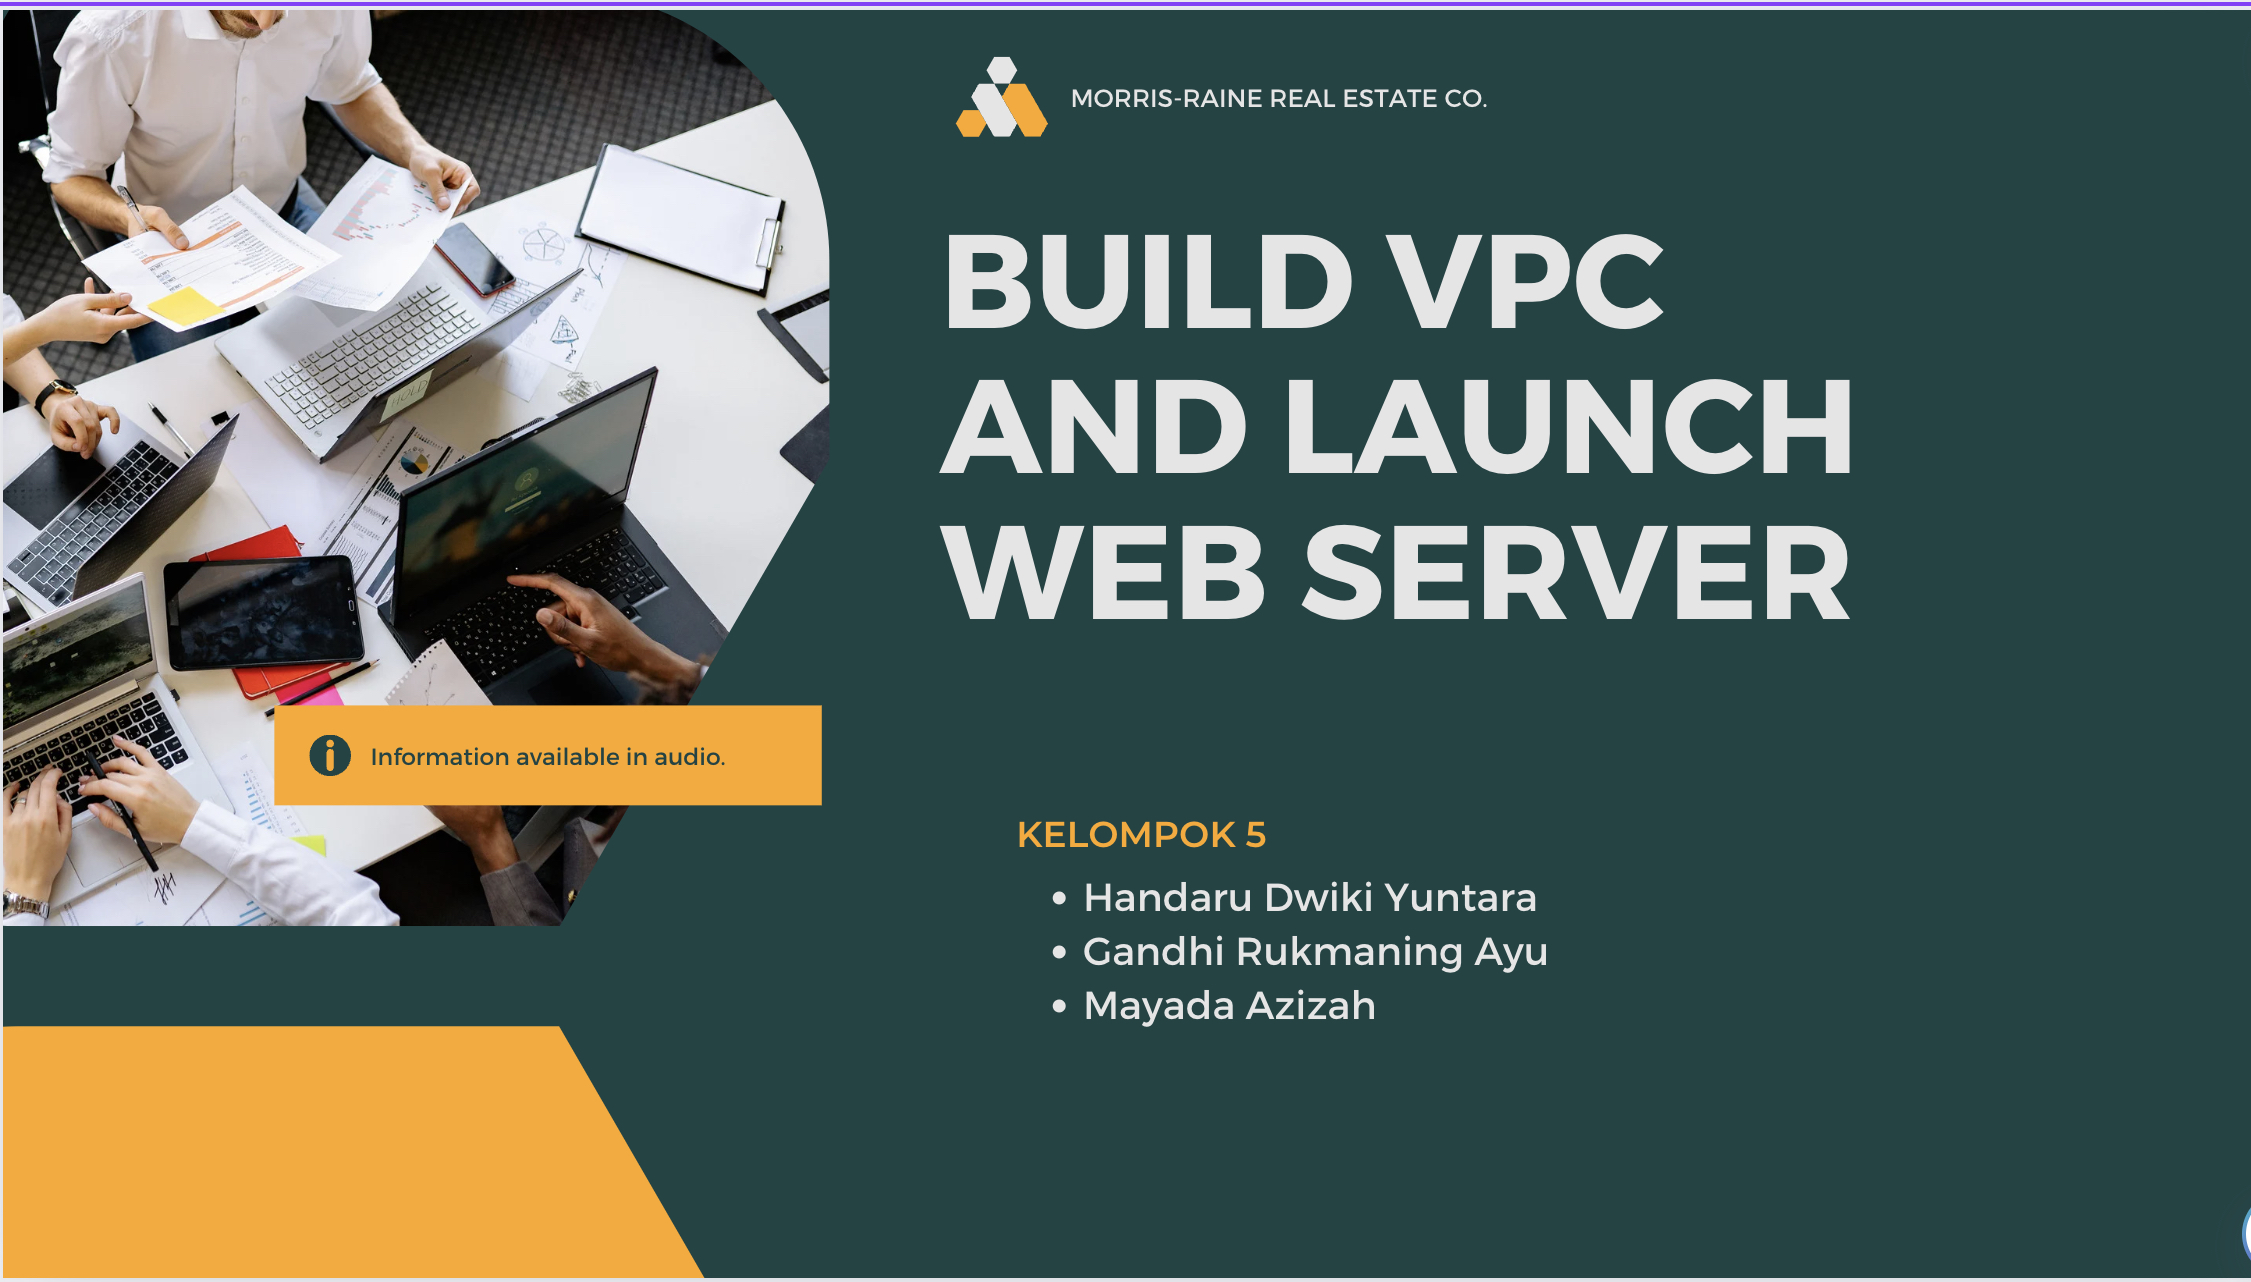 MORRIS-RAINE REAL ESTATE CO.
BUILD VPC
AND LAUNCH
WEB SERVER
Information available in audio.
KELOMPOK 5
• Handaru Dwiki Yuntara
• Gandhi Rukmaning Ayu
• Mayada Azizah
HOLD